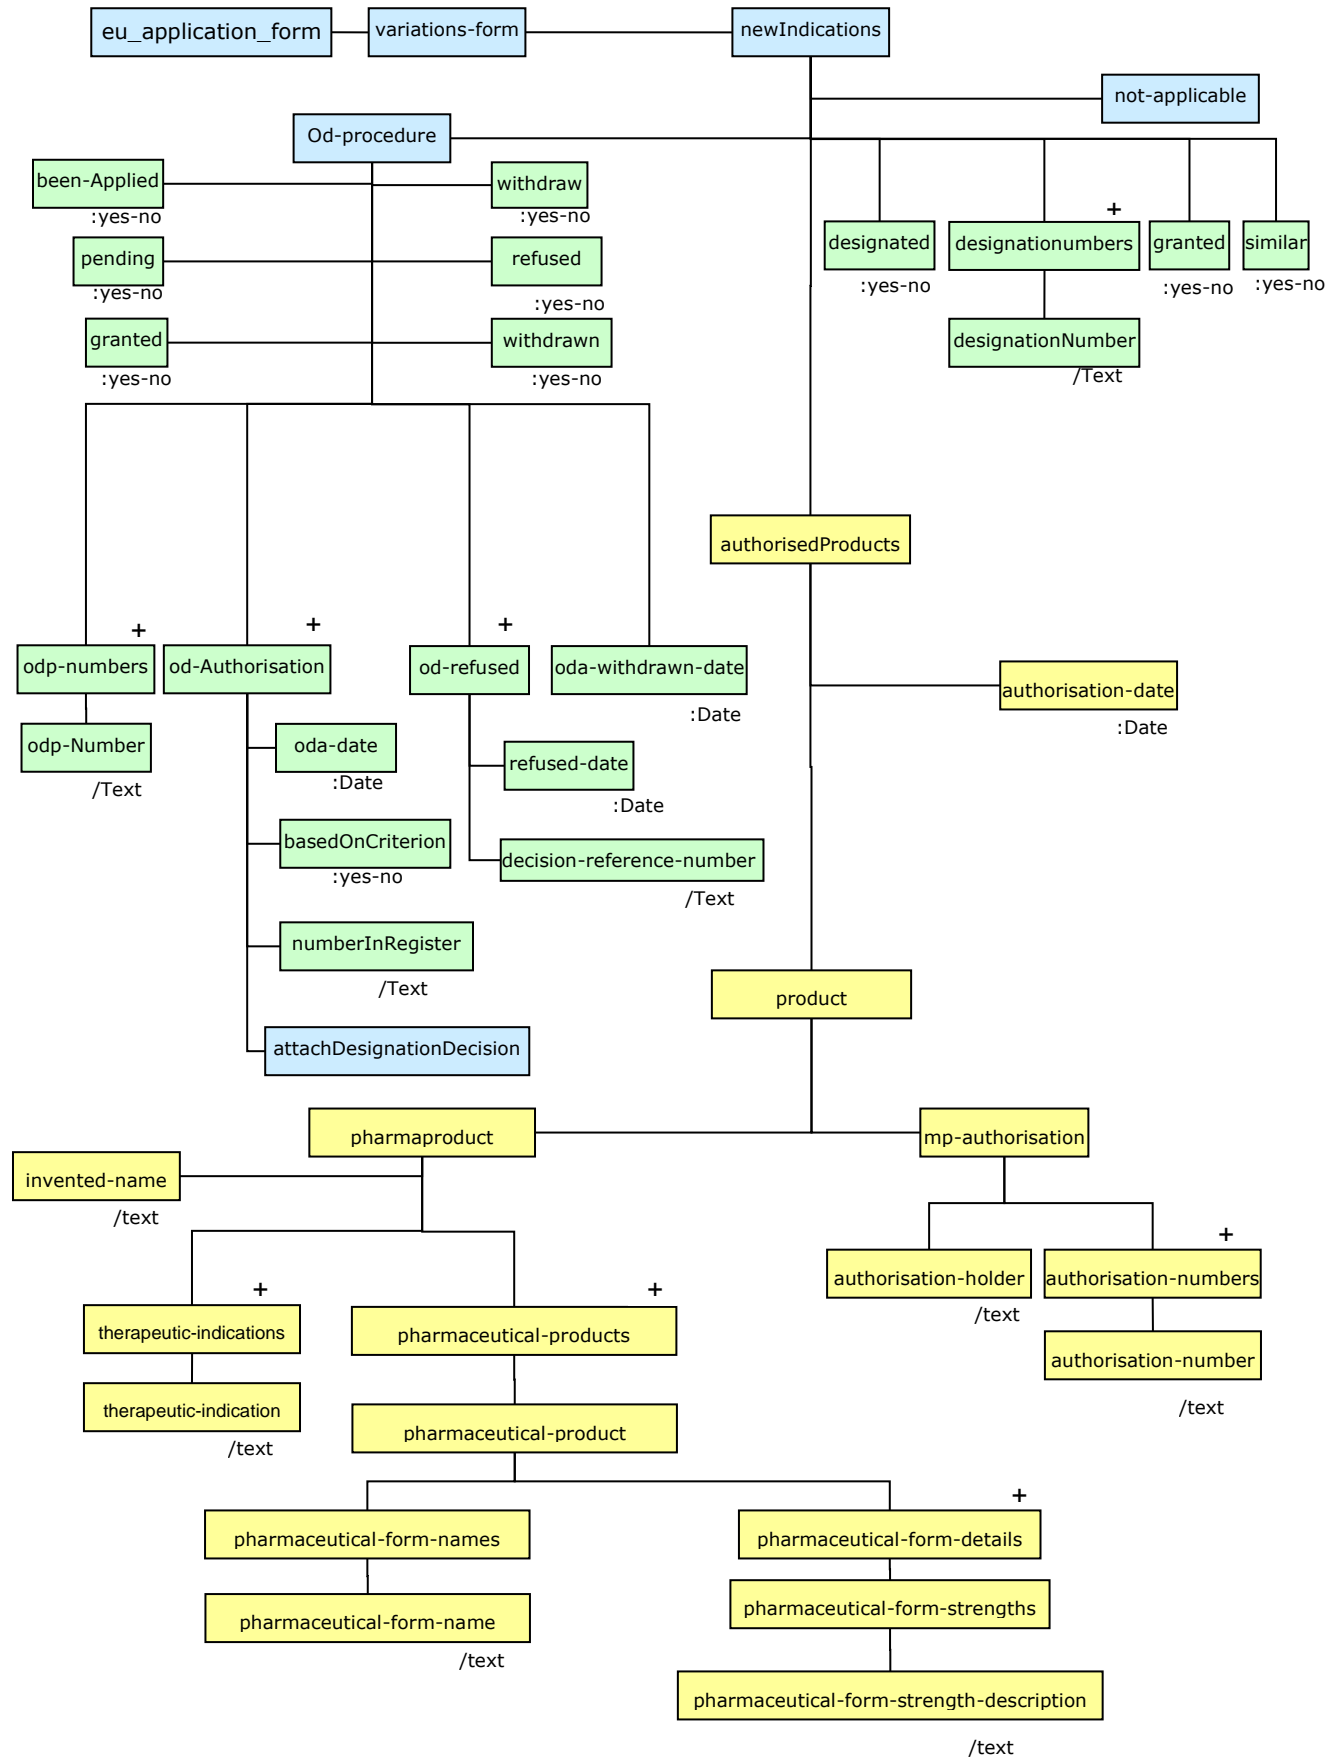 eu_application_form
variations-form
newIndications
not-applicable
Od-procedure
been-Applied
:yes-no
withdraw
:yes-no
+
designated
:yes-no
designationumbers
granted
:yes-no
similar
:yes-no
pending
:yes-no
refused
:yes-no
designationNumber
/Text
granted
:yes-no
withdrawn
:yes-no
authorisedProducts
+
+
+
odp-numbers
od-Authorisation
od-refused
oda-withdrawn-date
:Date
authorisation-date
:Date
odp-Number
/Text
oda-date
:Date
refused-date
:Date
basedOnCriterion
:yes-no
decision-reference-number
/Text
numberInRegister
/Text
product
attachDesignationDecision
pharmaproduct
mp-authorisation
invented-name
/text
+
authorisation-holder
/text
authorisation-numbers
+
+
therapeutic-indications
pharmaceutical-products
authorisation-number
/text
therapeutic-indication
/text
pharmaceutical-product
+
pharmaceutical-form-names
pharmaceutical-form-details
pharmaceutical-form-name
/text
pharmaceutical-form-strengths
pharmaceutical-form-strength-description
/text